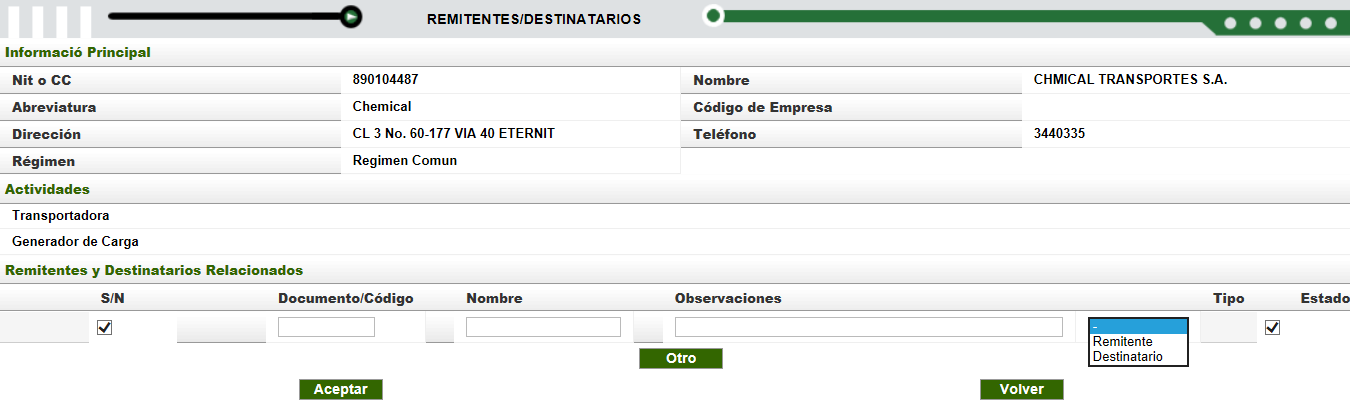 REMITENTES/DESTINATARIOS
Informació Principal
Nit o CC 890104487 Nombre CHMICAL TRANSPORTES S.A.
Abreviatura Chemical Código de Empresa
Dirección CL 3 No. 60-177 VIA 40 ETERNIT Teléfono 3440335
Régimen Regimen Comun
Actividades
Transportadora
Generador de Carga
Remitentes y Destinatarios Relacionados
S/N Documento/Código Nombre Observaciones Tipo Estado
-
Remitente
Destinatario
Otro
Aceptar Volver